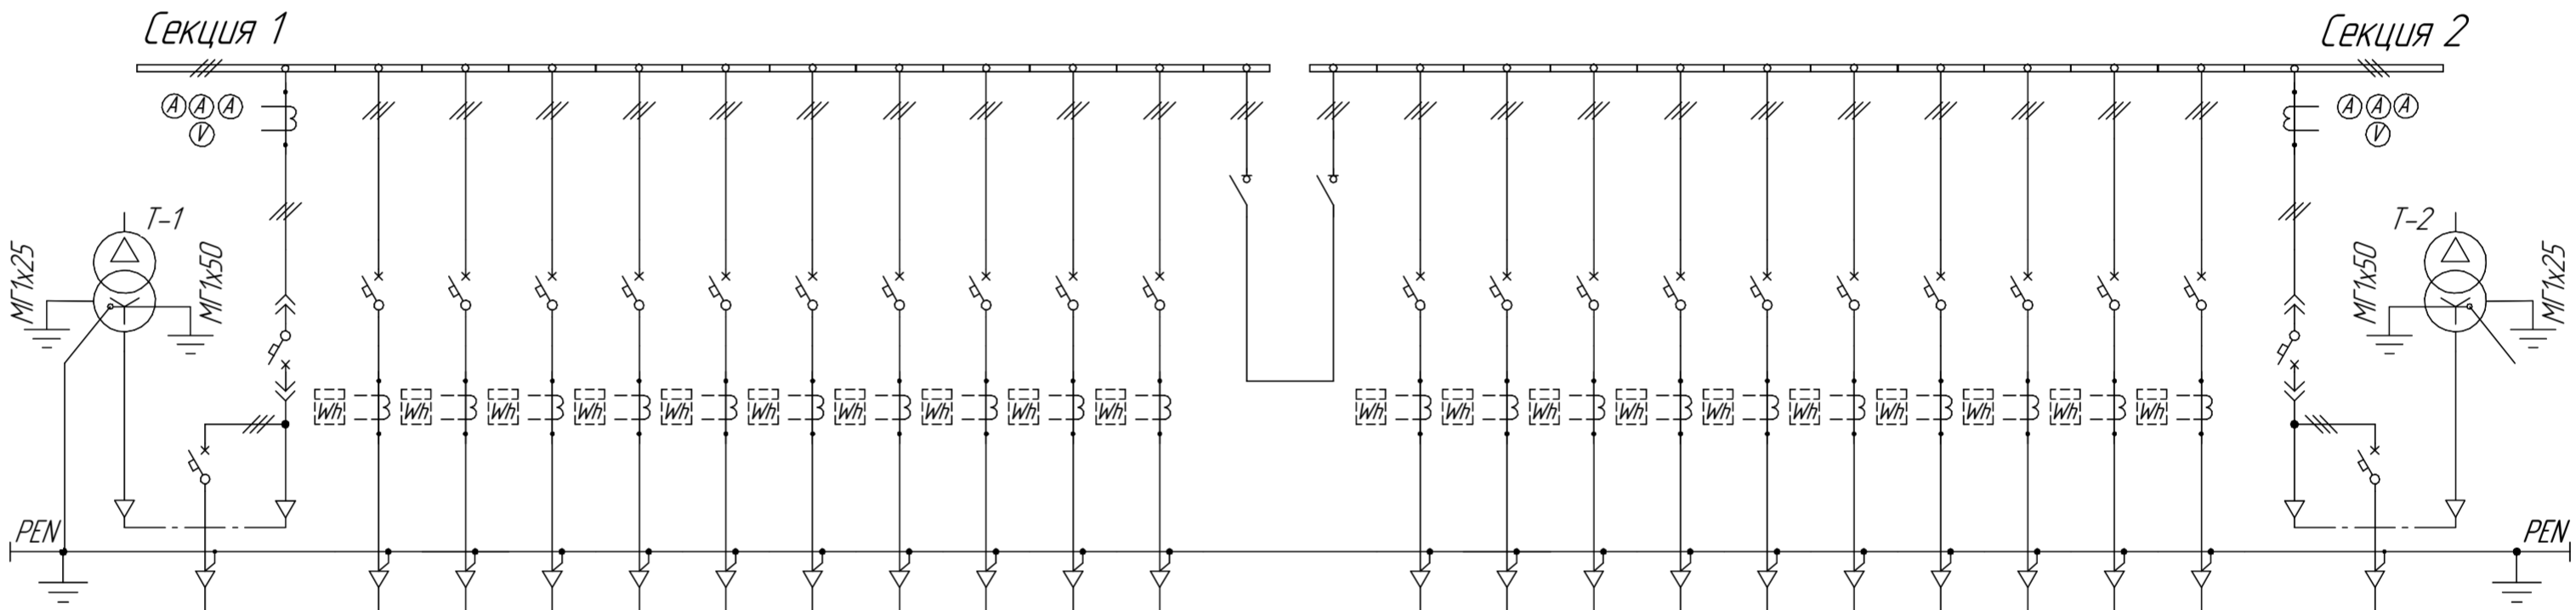 Секция 1
Секция 2
A A A
V
A A A
V
T-1
T-2
МГ1х25
МГ1х50
МГ1х50
МГ1х25
Wh Wh Wh Wh Wh Wh Wh Wh Wh Wh
Wh Wh Wh Wh Wh Wh Wh Wh Wh Wh
PEN
PEN